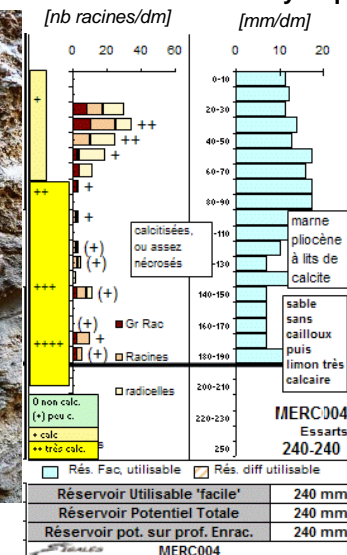 [nb racines/dm]
[mm/dm]
0 20 40 60
0 10 20
0-10
+
20-30
++
++
40-50
+
60-70
+
80-90
++
+
calcitisées,
ou assez
nécrosés
marne
pliocène
à lits de
calcite
-110
(+)
(+)
-130
+++
(+)
140-150
sable
sans
cailloux
puis
limon très
calcaire
(+)
Gr Rac
160-170
++++
+
(+)
Racines
180-190
radicelles
200-210
0 non calc.
(+) peu c.
+ calc
++ très calc.
220-230
250
MERC004
Essarts
240-240
Rés. Fac, utilisable
Rés. diff utilisable
Réservoir Utilisable 'facile' 240 mm
Réservoir Potentiel Totale 240 mm
Réservoir pot. sur prof. Enrac. 240 mm
MERC004